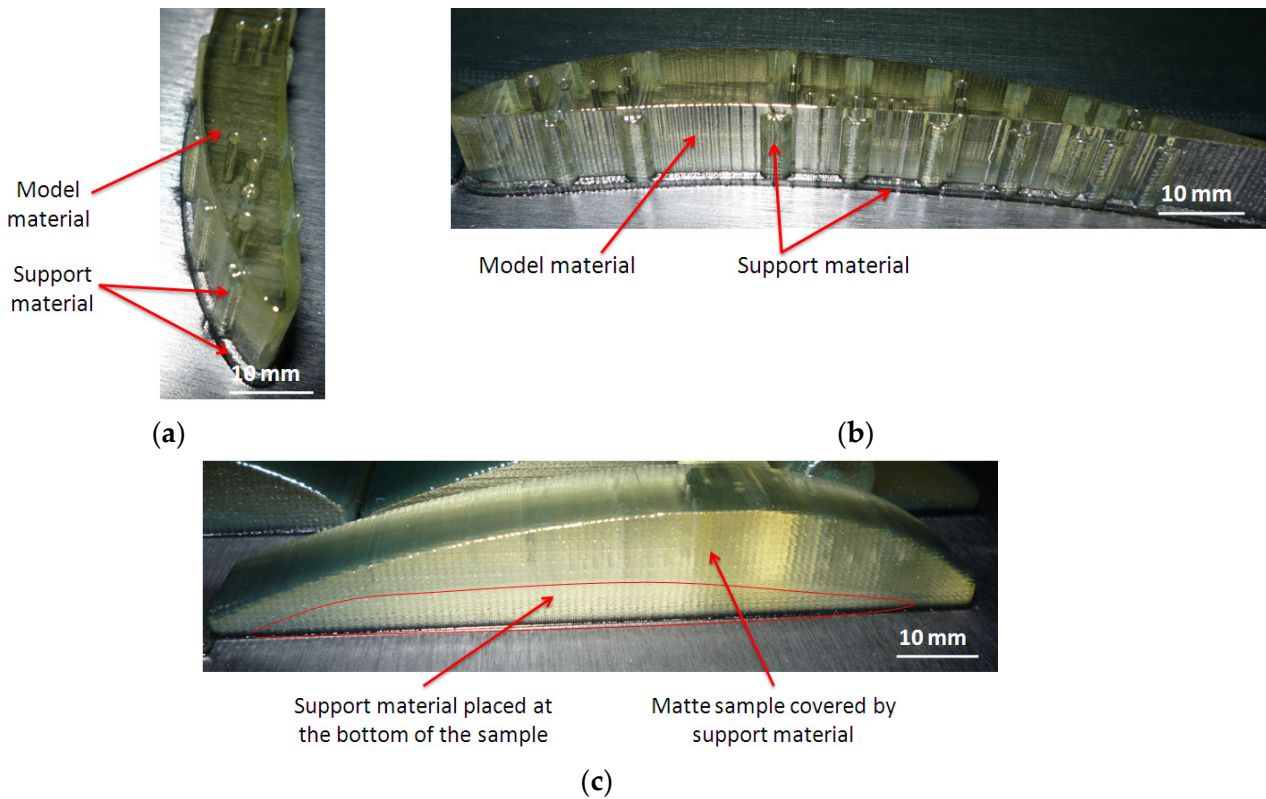 Model
material
Support
material
10 mm
(a)
10 mm
Model material
Support material
(b)
10 mm
Support material placed at
the bottom of the sample
Matte sample covered by
support material
(c)